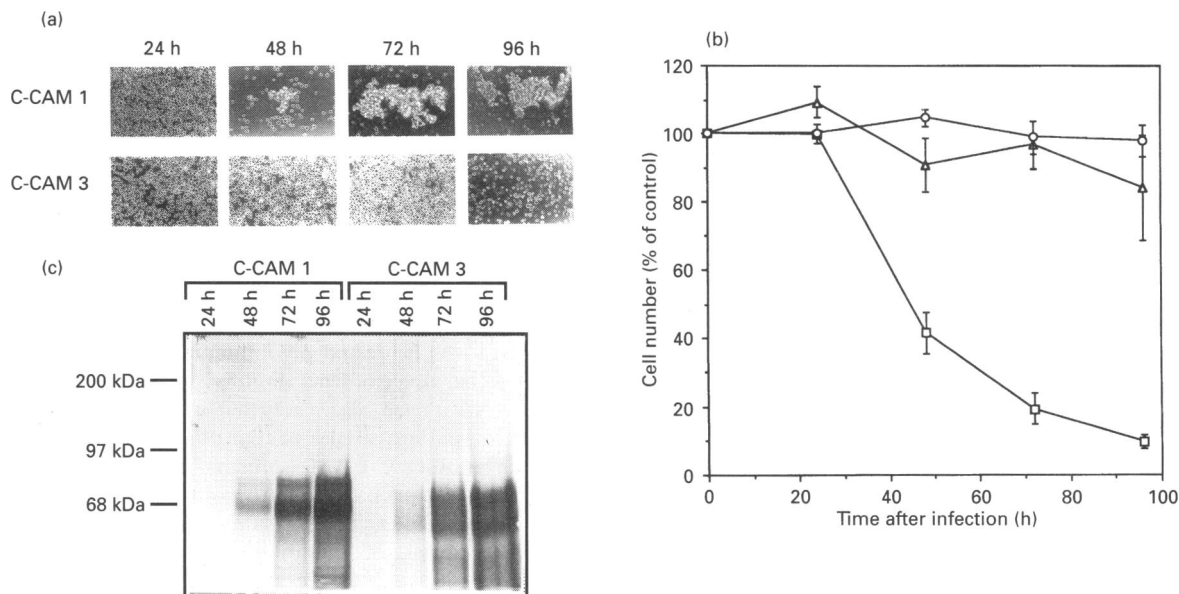 (a)
24 h 48 h 72 h 96 h
C-CAM 1
C-CAM 3
(b)
120
100
80
60
40
20
0
Cell number (% of control)
0 20 40 60 80 100
Time after infection (h)
(c)
C-CAM 1 C-CAM 3
24 h 48 h 72 h 96 h 24 h 48 h 72 h 96 h
200 kDa
97 kDa
68 kDa